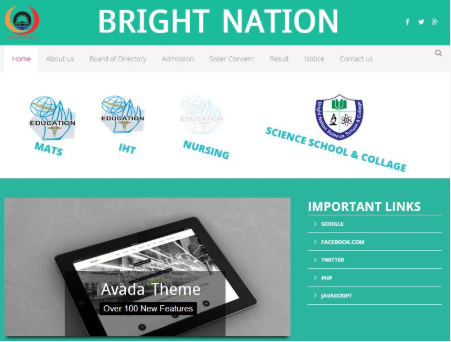 BRIGHT NATION
Home About us Board of Directory Admission Sister Concern Result Notice Contact us
EDUCATION EDUCATION EDUCATION
MATS IHT NURSING SCIENCE SCHOOL & COLLAGE
IMPORTANT LINKS
GOOGLE
FACEBOOK.COM
TWITTER
PHP
JAVASCRIPT
Avada Theme
Over 100 New Features